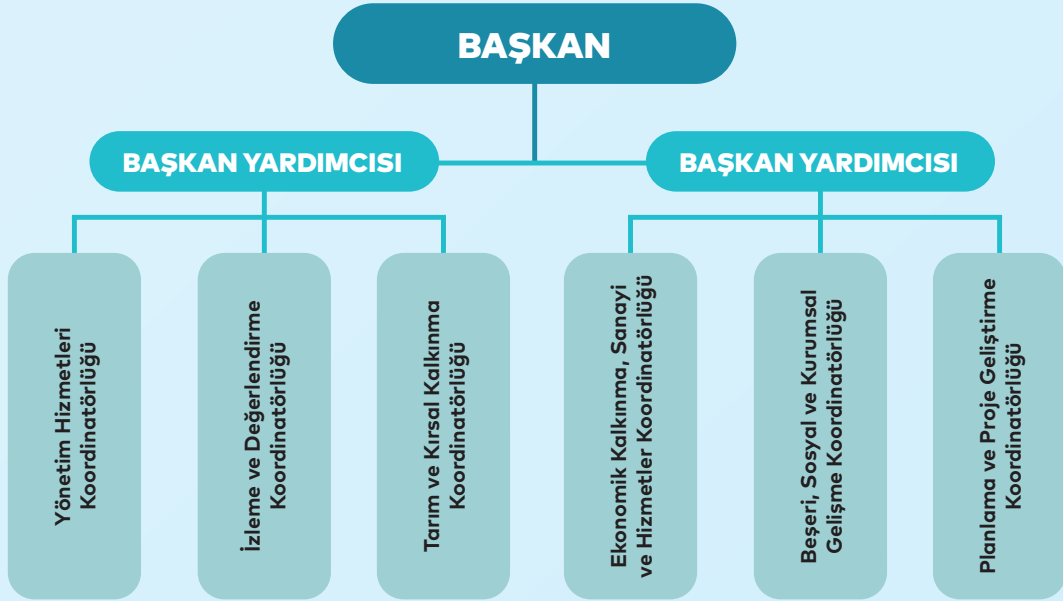 BAŞKAN
BAŞKAN YARDIMCISI
BAŞKAN YARDIMCISI
Yönetim Hizmetleri
Koordinatörlüğü
İzleme ve Değerlendirme
Koordinatörlüğü
Tarım ve Kırsal Kalkınma
Koordinatörlüğü
Ekonomik Kalkınma, Sanayi
ve Hizmetler Koordinatörlüğü
Beşeri, Sosyal ve Kurumsal
Gelişme Koordinatörlüğü
Planlama ve Proje Geliştirme
Koordinatörlüğü